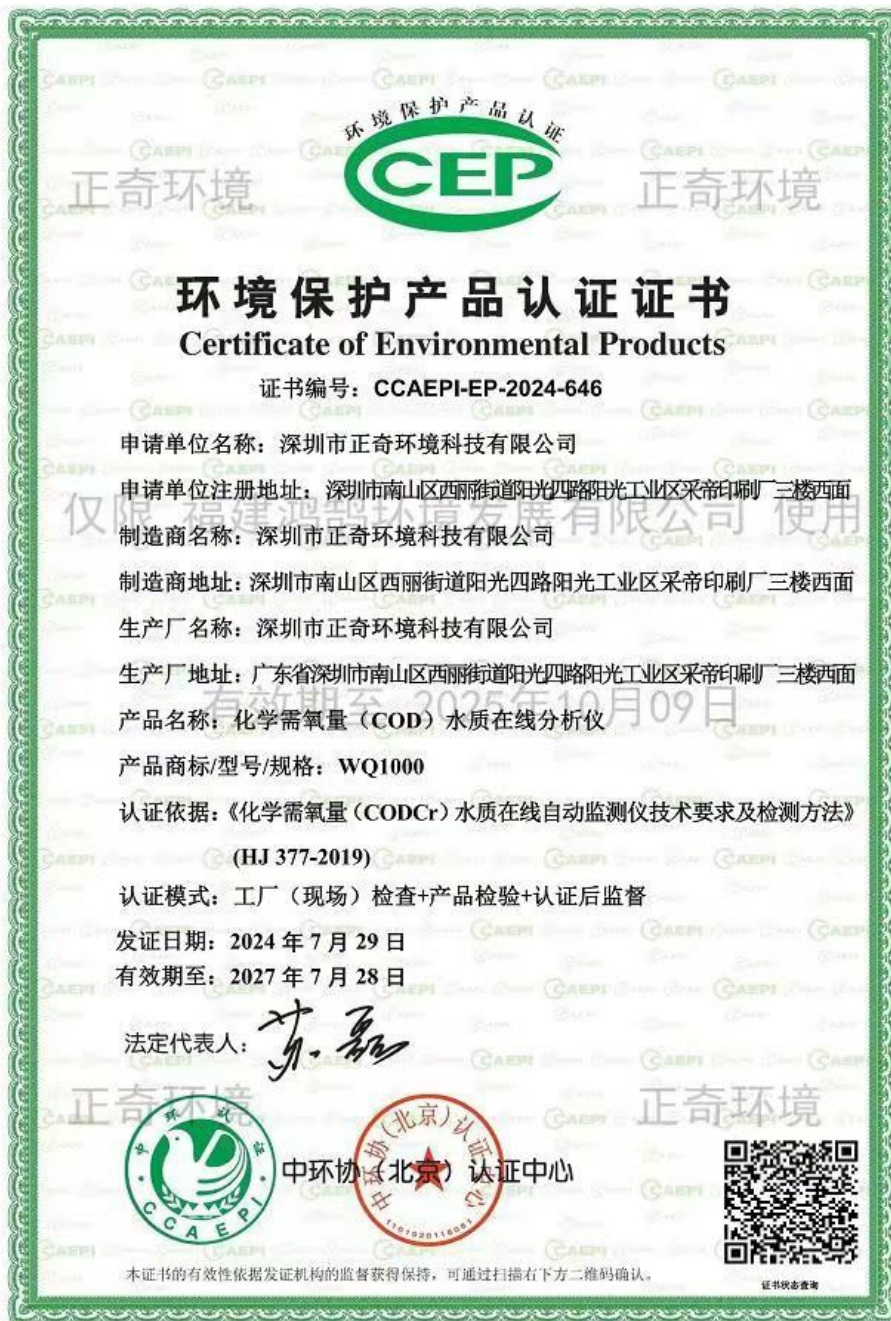 环境保护产品认证
CEP
正奇环境 正奇环境
环境保护产品认证证书
Certificate of Environmental Products
证书编号：CCAEPI-EP-2024-646
申请单位名称：深圳市正奇环境科技有限公司
申请单位注册地址：深圳市南山区西丽街道阳光四路阳光工业区采帝印刷厂三楼西面
仅限 福建鸿鹄环境发展有限公司 使用
制造商名称：深圳市正奇环境科技有限公司
制造商地址：深圳市南山区西丽街道阳光四路阳光工业区采帝印刷厂三楼西面
生产厂名称：深圳市正奇环境科技有限公司
生产厂地址：广东省深圳市南山区西丽街道阳光四路阳光工业区采帝印刷厂三楼西面
有效期至 2025年10月09日
产品名称：化学需氧量（COD）水质在线分析仪
产品商标/型号/规格：WQ1000
认证依据：《化学需氧量（CODCr）水质在线自动监测仪技术要求及检测方法》
(HJ 377-2019)
认证模式：工厂（现场）检查+产品检验+认证后监督
发证日期：2024 年 7 月 29 日
有效期至：2027 年 7 月 28 日
法定代表人：
正奇环境 正奇环境
中环认证
CCAEPI
中环协（北京）认证中心
中环协(北京)认证中心
本证书的有效性依据发证机构的监督获得保持，可通过扫描右下方二维码确认。
证书状态查询